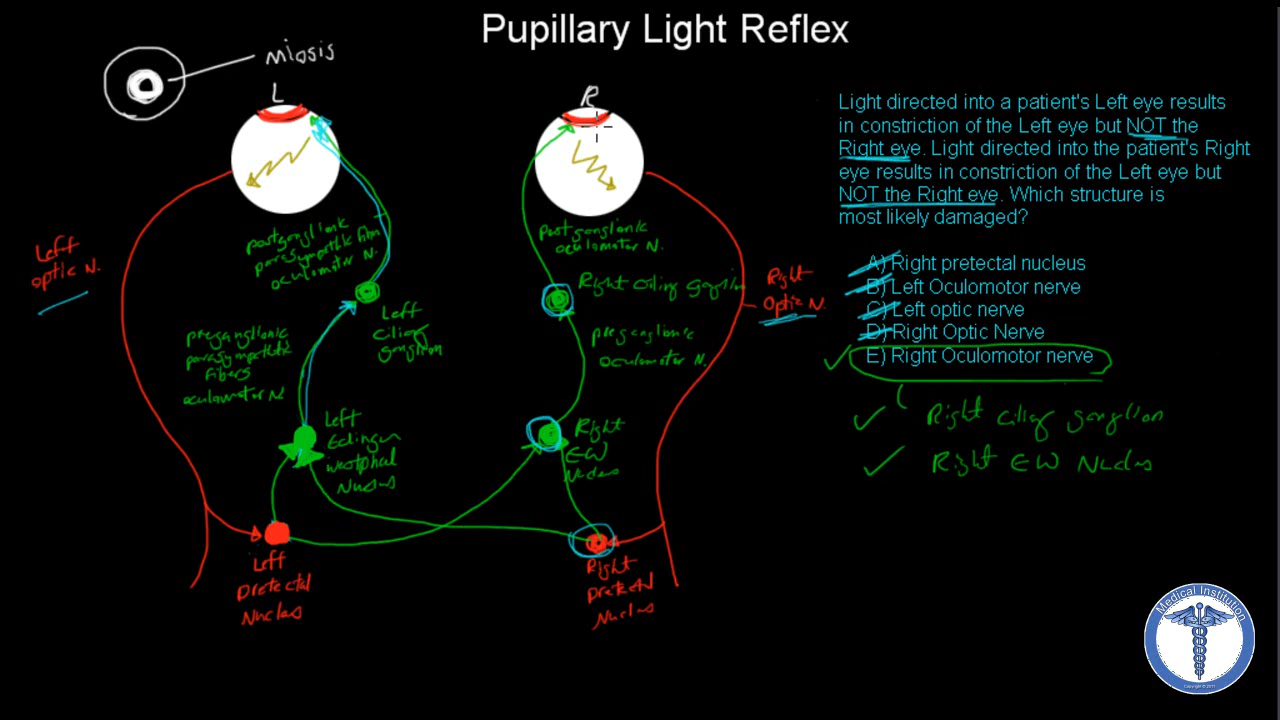 Pupillary Light Reflex
miosis
L
R
Light directed into a patient's Left eye results
in constriction of the Left eye but NOT the
Right eye. Light directed into the patient's Right
eye results in constriction of the Left eye but
NOT the Right eye. Which structure is
most likely damaged?
A) Right pretectal nucleus
B) Left Oculomotor nerve
C) Left optic nerve
D) Right Optic Nerve
E) Right Oculomotor nerve
Right ciliary ganglion
Right EW Nucleus
Left
optic N.
postganglionic
parasympathetic fibers
oculomotor N.
Left
ciliary
ganglion
preganglionic
parasympathetic
Fibers
oculomotor N.
Left
Edinger
westphal
Nucleus
Left
pretectal
Nucleus
Postganglionic
oculomotor N.
Right ciliary ganglion
preganglionic
oculomotor N.
Right
Optic N.
Right
EW
Nucleus
Right
pretectal
Nucleus
Medical Institution
Copyright © 2011